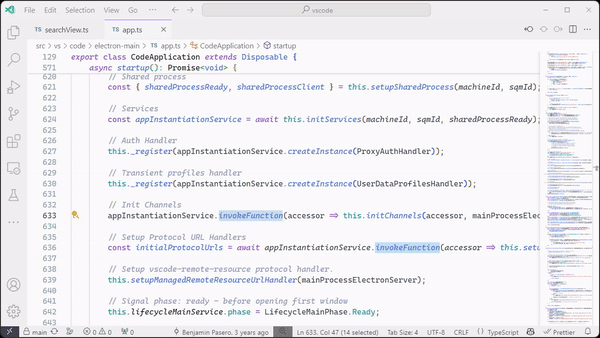 File Edit Selection View Go
vscode
TS searchView.ts
TS app.ts
src > vs > code > electron-main > TS app.ts > CodeApplication > startup
129 export class CodeApplication extends Disposable {
571 async startup(): Promise<void> {
620 // Shared process
621 const { sharedProcessReady, sharedProcessClient } = this.setupSharedProcess(machineId, sqmId);
622
623 // Services
624 const appInstantiationService = await this.initServices(machineId, sqmId, sharedProcessReady);
625
626 // Auth Handler
627 this._register(appInstantiationService.createInstance(ProxyAuthHandler));
628
629 // Transient profiles handler
630 this._register(appInstantiationService.createInstance(UserDataProfilesHandler));
631
632 // Init Channels
633 appInstantiationService.invokeFunction(accessor => this.initChannels(accessor, mainProcessElec
634
635 // Setup Protocol URL Handlers
636 const initialProtocolUrls = await appInstantiationService.invokeFunction(accessor => this.setu
637
638 // Setup vscode-remote-resource protocol handler.
639 this.setupManagedRemoteResourceUrlHandler(mainProcessElectronServer);
640
641 // Signal phase: ready - before opening first window
642 this.lifecycleMainService.phase = LifecycleMainPhase.Ready;
main 0 0 0 Benjamin Pasero, 3 years ago Ln 633, Col 47 (14 selected) Tab Size: 4 UTF-8 CRLF {} TypeScript Prettier